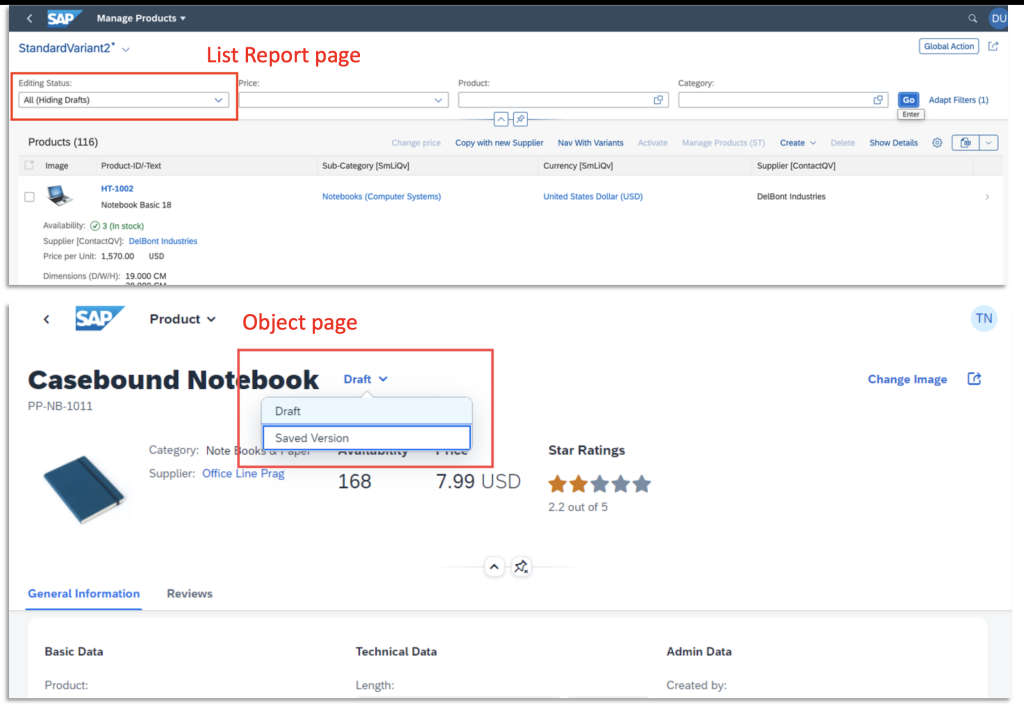 SAP Manage Products DU
StandardVariant2* Global Action
List Report page
Editing Status: Price: Product: Category:
All (Hiding Drafts) Go Adapt Filters (1)
Enter
Products (116) Change price Copy with new Supplier Nav With Variants Activate Manage Products (ST) Create Delete Show Details
Image Product-ID/-Text Sub-Category [SmLiQv] Currency [SmLiQv] Supplier [ContactQV]
HT-1002
Notebook Basic 18 Notebooks (Computer Systems) United States Dollar (USD) DelBont Industries
Availability: 3 (In stock)
Supplier [ContactQV]: DelBont Industries
Price per Unit: 1,570.00 USD
Dimensions (D/W/H): 19.000 CM
SAP Product TN
Object page
Casebound Notebook Draft Change Image
PP-NB-1011
Draft
Saved Version
Category: Note Books & Paper Availability Price Star Ratings
Supplier: Office Line Prag 168 7.99 USD
2.2 out of 5
General Information Reviews
Basic Data Technical Data Admin Data
Product: Length: Created by: